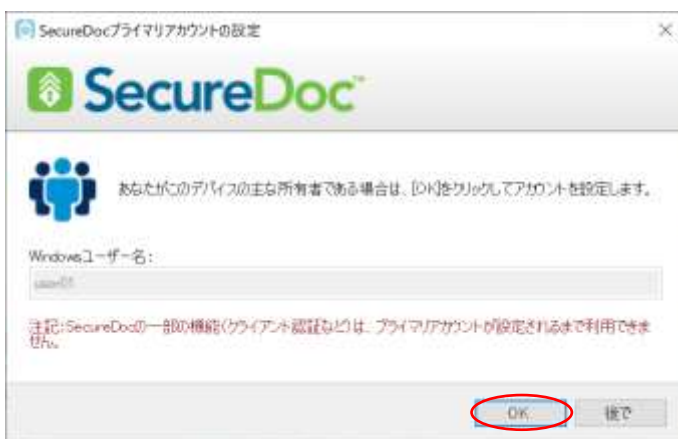 SecureDocプライマリアカウントの設定
SecureDoc™
あなたがこのデバイスの主な所有者である場合は、[OK]をクリックしてアカウントを設定します。
Windowsユーザー名:
user01
注記:SecureDocの一部の機能(クライアント認証など)は、プライマリアカウントが設定されるまで利用できま
せん。
OK
後で